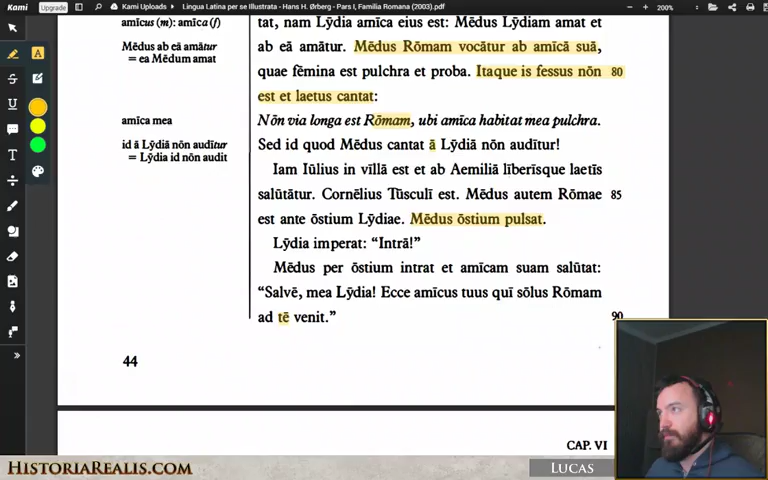 Kami
Upgrade
Kami Uploads > Lingua Latina per se Illustrata - Hans H. Ørberg - Pars I, Familia Romana (2003).pdf
200%
amīcus (m): amīca (f)
tat, nam Lȳdia amīca eius est: Mēdus Lȳdiam amat et
Mēdus ab eā amātur
= ea Mēdum amat
ab eā amātur. Mēdus Rōmam vocātur ab amīcā suā,
quae fēmina est pulchra et proba. Itaque is fessus nōn 80
est et laetus cantat:
amīca mea
Nōn via longa est Rōmam, ubi amīca habitat mea pulchra.
id ā Lȳdiā nōn audītur
= Lȳdia id nōn audit
Sed id quod Mēdus cantat ā Lȳdiā nōn audītur!
Iam Iūlius in vīllā est et ab Aemiliā līberīsque laetīs
salūtātur. Cornēlius Tūsculī est. Mēdus autem Rōmae 85
est ante ōstium Lȳdiae. Mēdus ōstium pulsat.
Lȳdia imperat: “Intrā!”
Mēdus per ōstium intrat et amīcam suam salūtat:
“Salvē, mea Lȳdia! Ecce amīcus tuus quī sōlus Rōmam
ad tē venit.” 90
44
CAP. VI
HISTORIAREALIS.COM
LUCAS